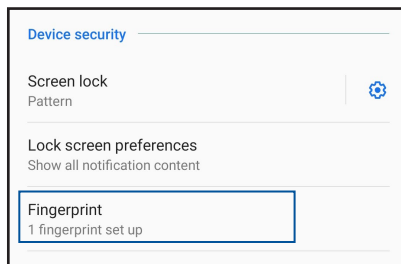 Device security
Screen lock
Pattern
Lock screen preferences
Show all notification content
Fingerprint
1 fingerprint set up